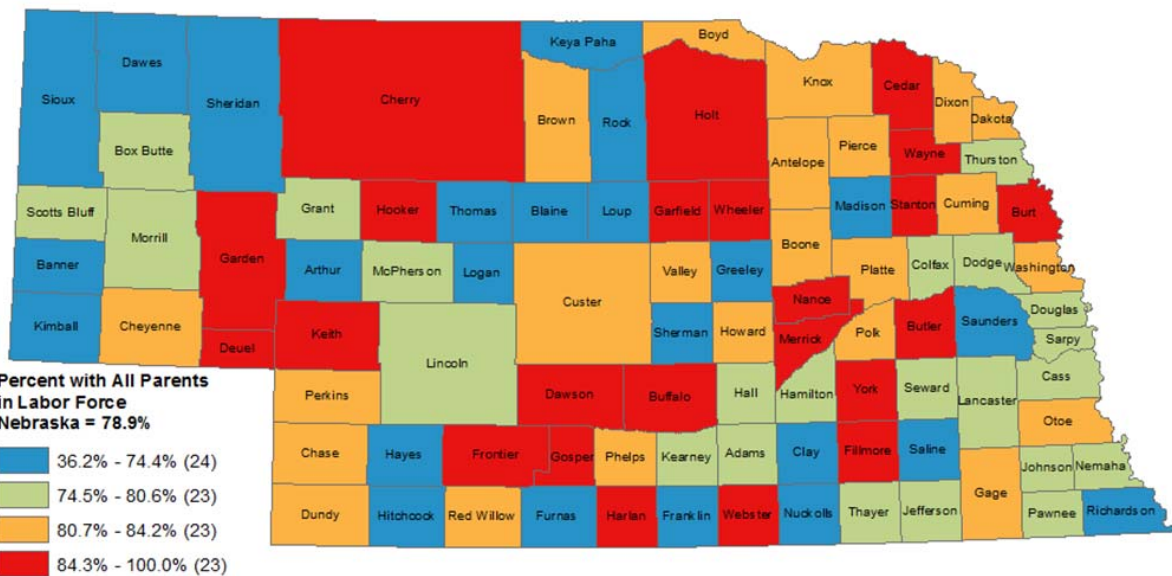 Keya Paha
Boyd
Dawes
Knox
Sioux
Sheridan
Cherry
Cedar
Dixon
Brown
Rock
Holt
Dakota
Box Butte
Antelope
Pierce
Wayne
Thurston
Scotts Bluff
Grant
Hooker
Thomas
Blaine
Loup
Garfield
Wheeler
Madison
Stanton
Cuming
Burt
Morrill
Garden
Boone
Banner
Arthur
McPherson
Logan
Valley
Greeley
Platte
Colfax
Dodge
Washington
Custer
Nance
Kimball
Cheyenne
Keith
Sherman
Howard
Merrick
Polk
Butler
Saunders
Douglas
Deuel
Sarpy
Lincoln
Perkins
Dawson
Buffalo
Hall
Hamilton
York
Seward
Lancaster
Cass
Otoe
Chase
Hayes
Frontier
Gosper
Phelps
Kearney
Adams
Clay
Fillmore
Saline
Johnson
Nemaha
Gage
Dundy
Hitchcock
Red Willow
Furnas
Harlan
Franklin
Webster
Nuckolls
Thayer
Jefferson
Pawnee
Richardson
Percent with All Parents
in Labor Force
Nebraska = 78.9%
36.2% - 74.4% (24)
74.5% - 80.6% (23)
80.7% - 84.2% (23)
84.3% - 100.0% (23)